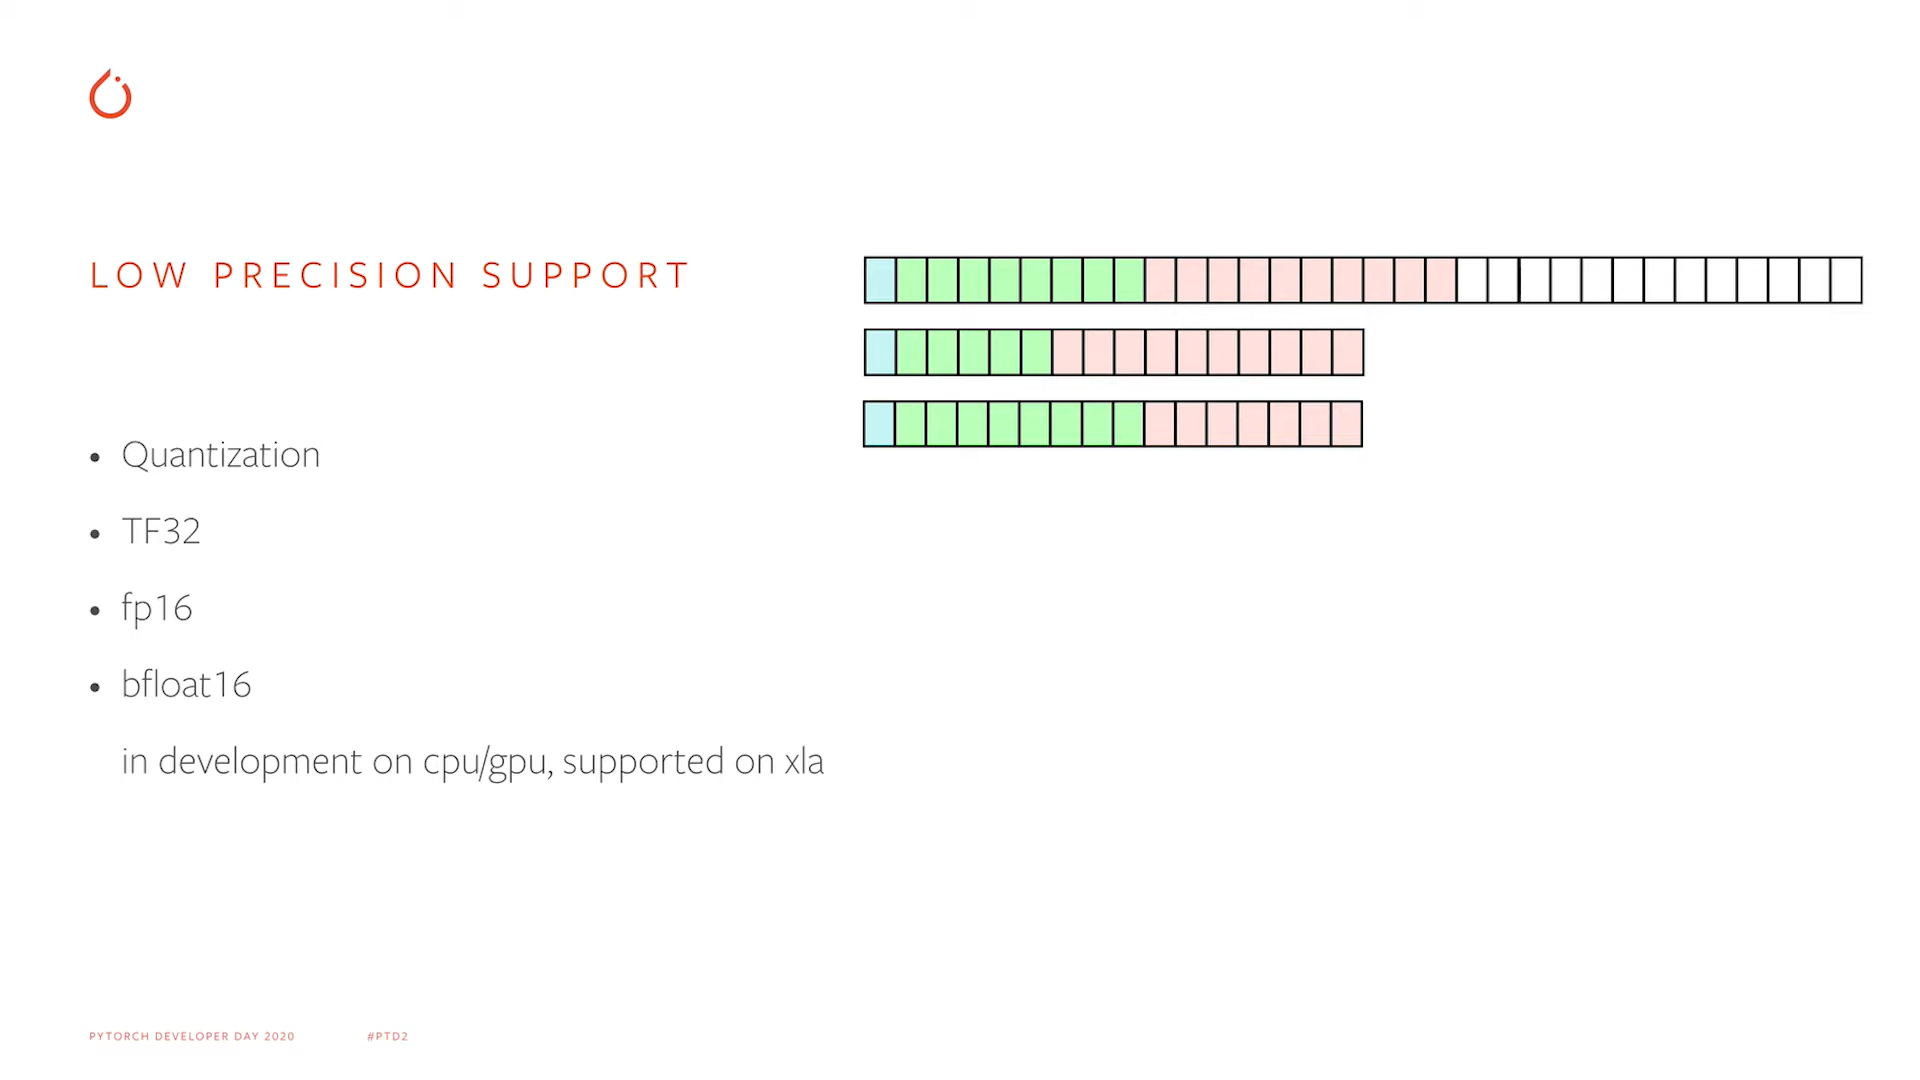 LOW PRECISION SUPPORT
• Quantization
• TF32
• fp16
• bfloat16
in development on cpu/gpu, supported on xla
PYTORCH DEVELOPER DAY 2020 #PTD2